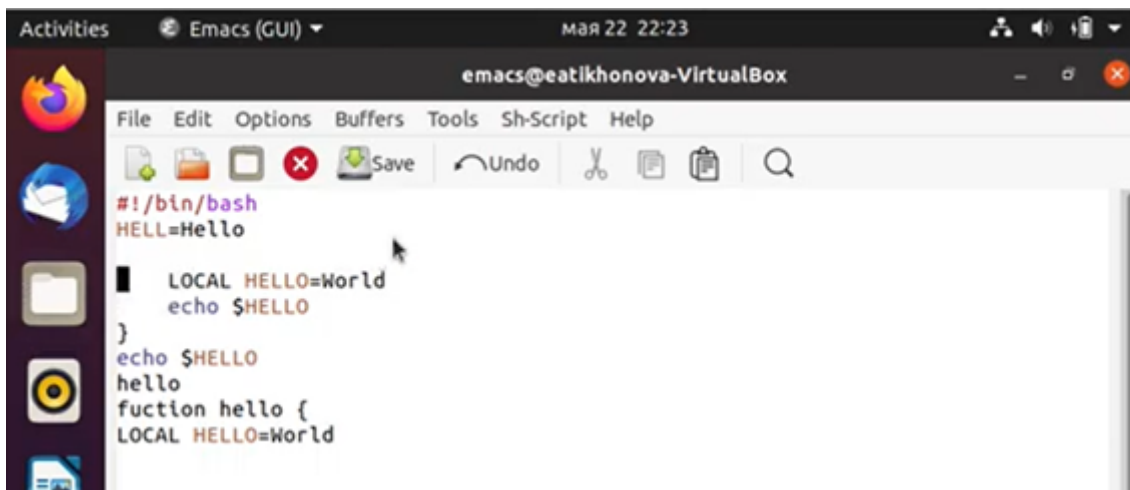 Activities Emacs (GUI) мая 22 22:23
emacs@eatikhonova-VirtualBox
File Edit Options Buffers Tools Sh-Script Help
Save Undo
#!/bin/bash
HELL=Hello
LOCAL HELLO=World
echo $HELLO
}
echo $HELLO
hello
fuction hello {
LOCAL HELLO=World